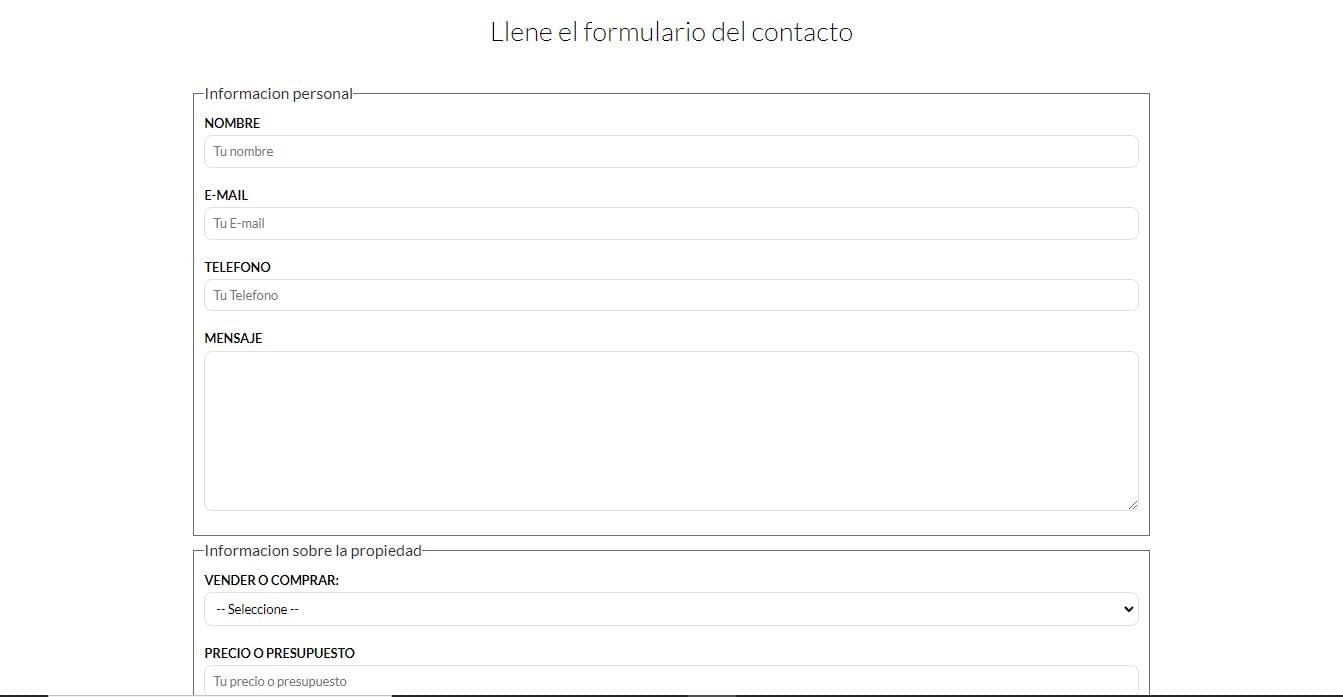 Llene el formulario del contacto
Informacion personal
NOMBRE
Tu nombre
E-MAIL
Tu E-mail
TELEFONO
Tu Telefono
MENSAJE
Informacion sobre la propiedad
VENDER O COMPRAR:
-- Seleccione --
PRECIO O PRESUPUESTO
Tu precio o presupuesto